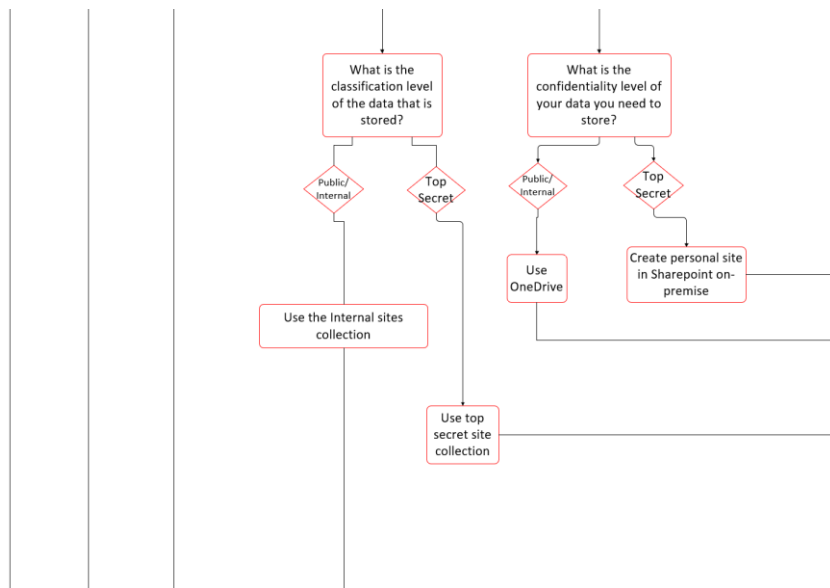 What is the
classification level
of the data that is
stored?
What is the
confidentiality level of
your data you need to
store?
Public/
Internal
Top
Secret
Public/
Internal
Top
Secret
Use
OneDrive
Create personal site
in Sharepoint on-
premise
Use the Internal sites
collection
Use top
secret site
collection